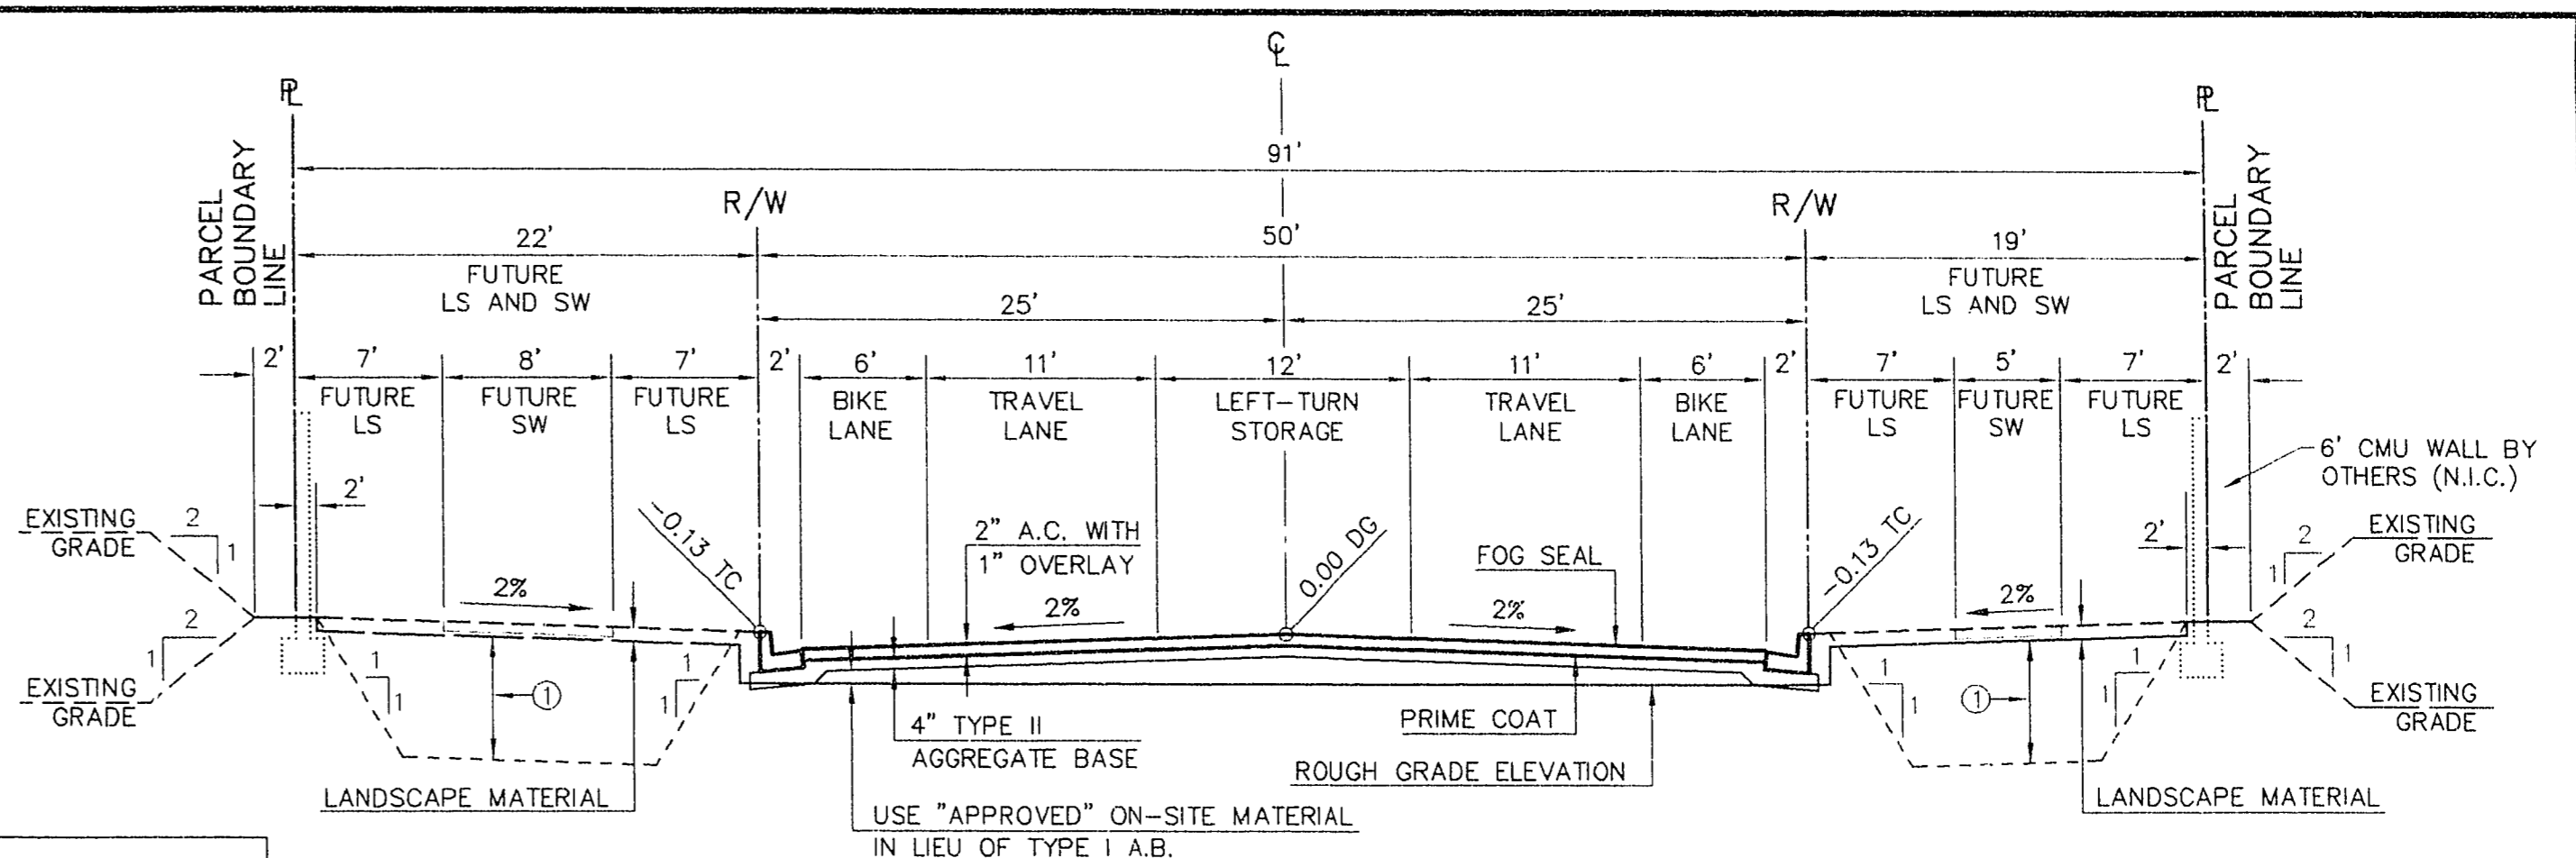 ℄
℞ ℞
91'
PARCEL
BOUNDARY
LINE
R/W R/W
PARCEL
BOUNDARY
LINE
22' 50' 19'
FUTURE
LS AND SW
FUTURE
LS AND SW
25' 25'
2' 7' 8' 7' 2' 6' 11' 12' 11' 6' 2' 7' 5' 7' 2'
FUTURE
LS
FUTURE
SW
FUTURE
LS
BIKE
LANE
TRAVEL
LANE
LEFT-TURN
STORAGE
TRAVEL
LANE
BIKE
LANE
FUTURE
LS
FUTURE
SW
FUTURE
LS
6' CMU WALL BY
OTHERS (N.I.C.)
2'
EXISTING
GRADE
2
1
-0.13 TC
2" A.C. WITH
1" OVERLAY
0.00 DG
FOG SEAL
-0.13 TC
2'
2
1
EXISTING
GRADE
2% 2% 2% 2%
2
1
EXISTING
GRADE
1
1
1
1
1
4" TYPE II
AGGREGATE BASE
PRIME COAT
ROUGH GRADE ELEVATION
1
1
1
1
1
2
1
EXISTING
GRADE
LANDSCAPE MATERIAL
USE "APPROVED" ON-SITE MATERIAL
IN LIEU OF TYPE I A.B.
LANDSCAPE MATERIAL